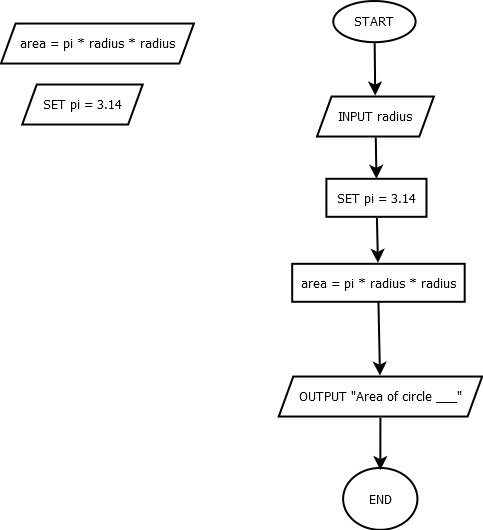 area = pi * radius * radius
SET pi = 3.14
START
INPUT radius
SET pi = 3.14
area = pi * radius * radius
OUTPUT "Area of circle ___"
END